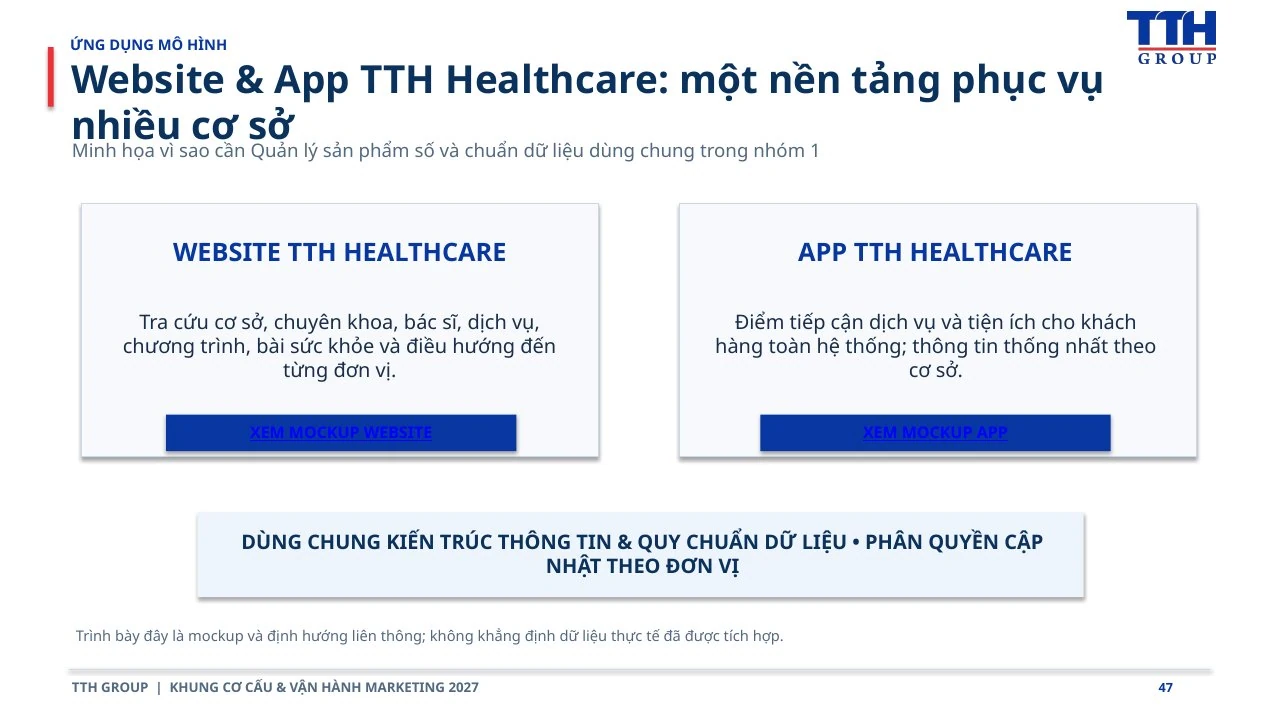 ỨNG DỤNG MÔ HÌNH
TTH
GROUP
Website & App TTH Healthcare: một nền tảng phục vụ
nhiều cơ sở
Minh họa vì sao cần Quản lý sản phẩm số và chuẩn dữ liệu dùng chung trong nhóm 1
WEBSITE TTH HEALTHCARE
Tra cứu cơ sở, chuyên khoa, bác sĩ, dịch vụ,
chương trình, bài sức khỏe và điều hướng đến
từng đơn vị.
XEM MOCKUP WEBSITE
APP TTH HEALTHCARE
Điểm tiếp cận dịch vụ và tiện ích cho khách
hàng toàn hệ thống; thông tin thống nhất theo
cơ sở.
XEM MOCKUP APP
DÙNG CHUNG KIẾN TRÚC THÔNG TIN & QUY CHUẨN DỮ LIỆU • PHÂN QUYỀN CẬP
NHẬT THEO ĐƠN VỊ
Trình bày đây là mockup và định hướng liên thông; không khẳng định dữ liệu thực tế đã được tích hợp.
TTH GROUP | KHUNG CƠ CẤU & VẬN HÀNH MARKETING 2027
47